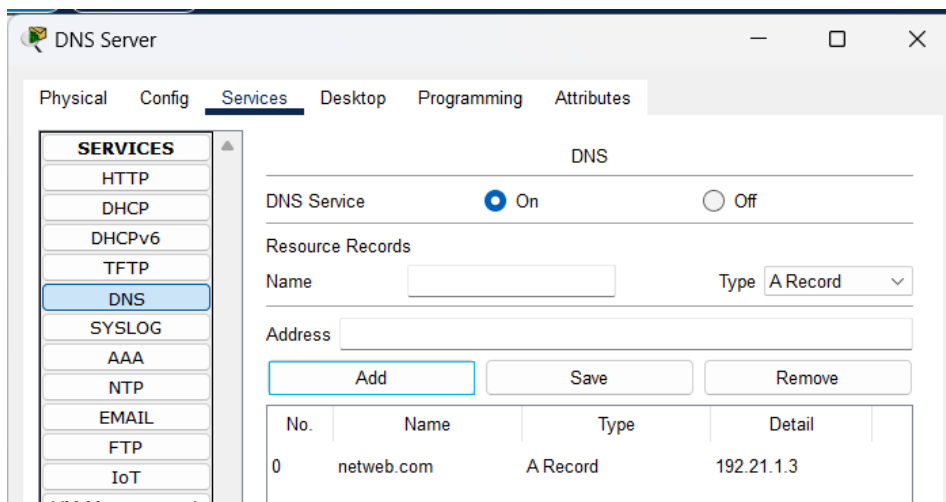 DNS Server
Physical Config Services Desktop Programming Attributes
SERVICES
HTTP
DHCP
DHCPv6
TFTP
DNS
SYSLOG
AAA
NTP
EMAIL
FTP
IoT
DNS
DNS Service On Off
Resource Records
Name Type A Record
Address
Add Save Remove
No. Name Type Detail
0 netweb.com A Record 192.21.1.3